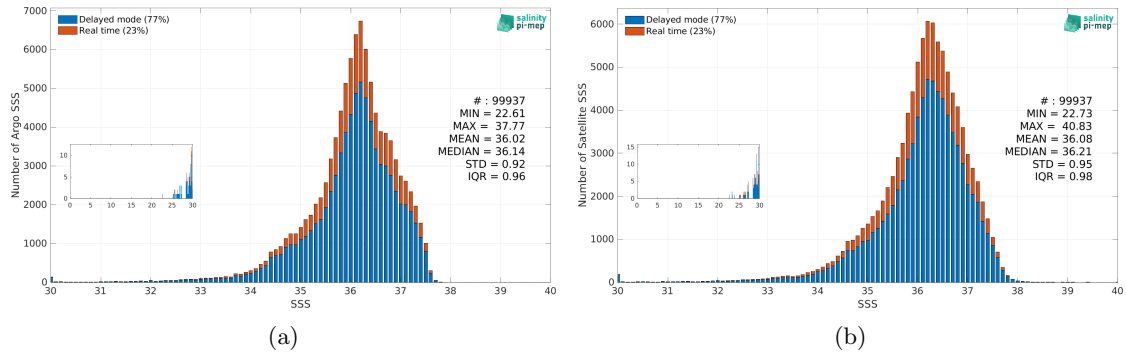 Delayed mode (77%)
Real time (23%)
salinity
pi-mep
7000
6000
5000
4000
3000
2000
1000
0
Number of Argo SSS
# : 99937
MIN = 22.61
MAX = 37.77
MEAN = 36.02
MEDIAN = 36.14
STD = 0.92
IQR = 0.96
10
5
0
0 5 10 15 20 25 30
30 31 32 33 34 35 36 37 38 39 40
SSS
(a)
Delayed mode (77%)
Real time (23%)
salinity
pi-mep
6000
5000
4000
3000
2000
1000
0
Number of Satellite SSS
# : 99937
MIN = 22.73
MAX = 40.83
MEAN = 36.08
MEDIAN = 36.21
STD = 0.95
IQR = 0.98
15
10
5
0
0 5 10 15 20 25 30
30 31 32 33 34 35 36 37 38 39 40
SSS
(b)